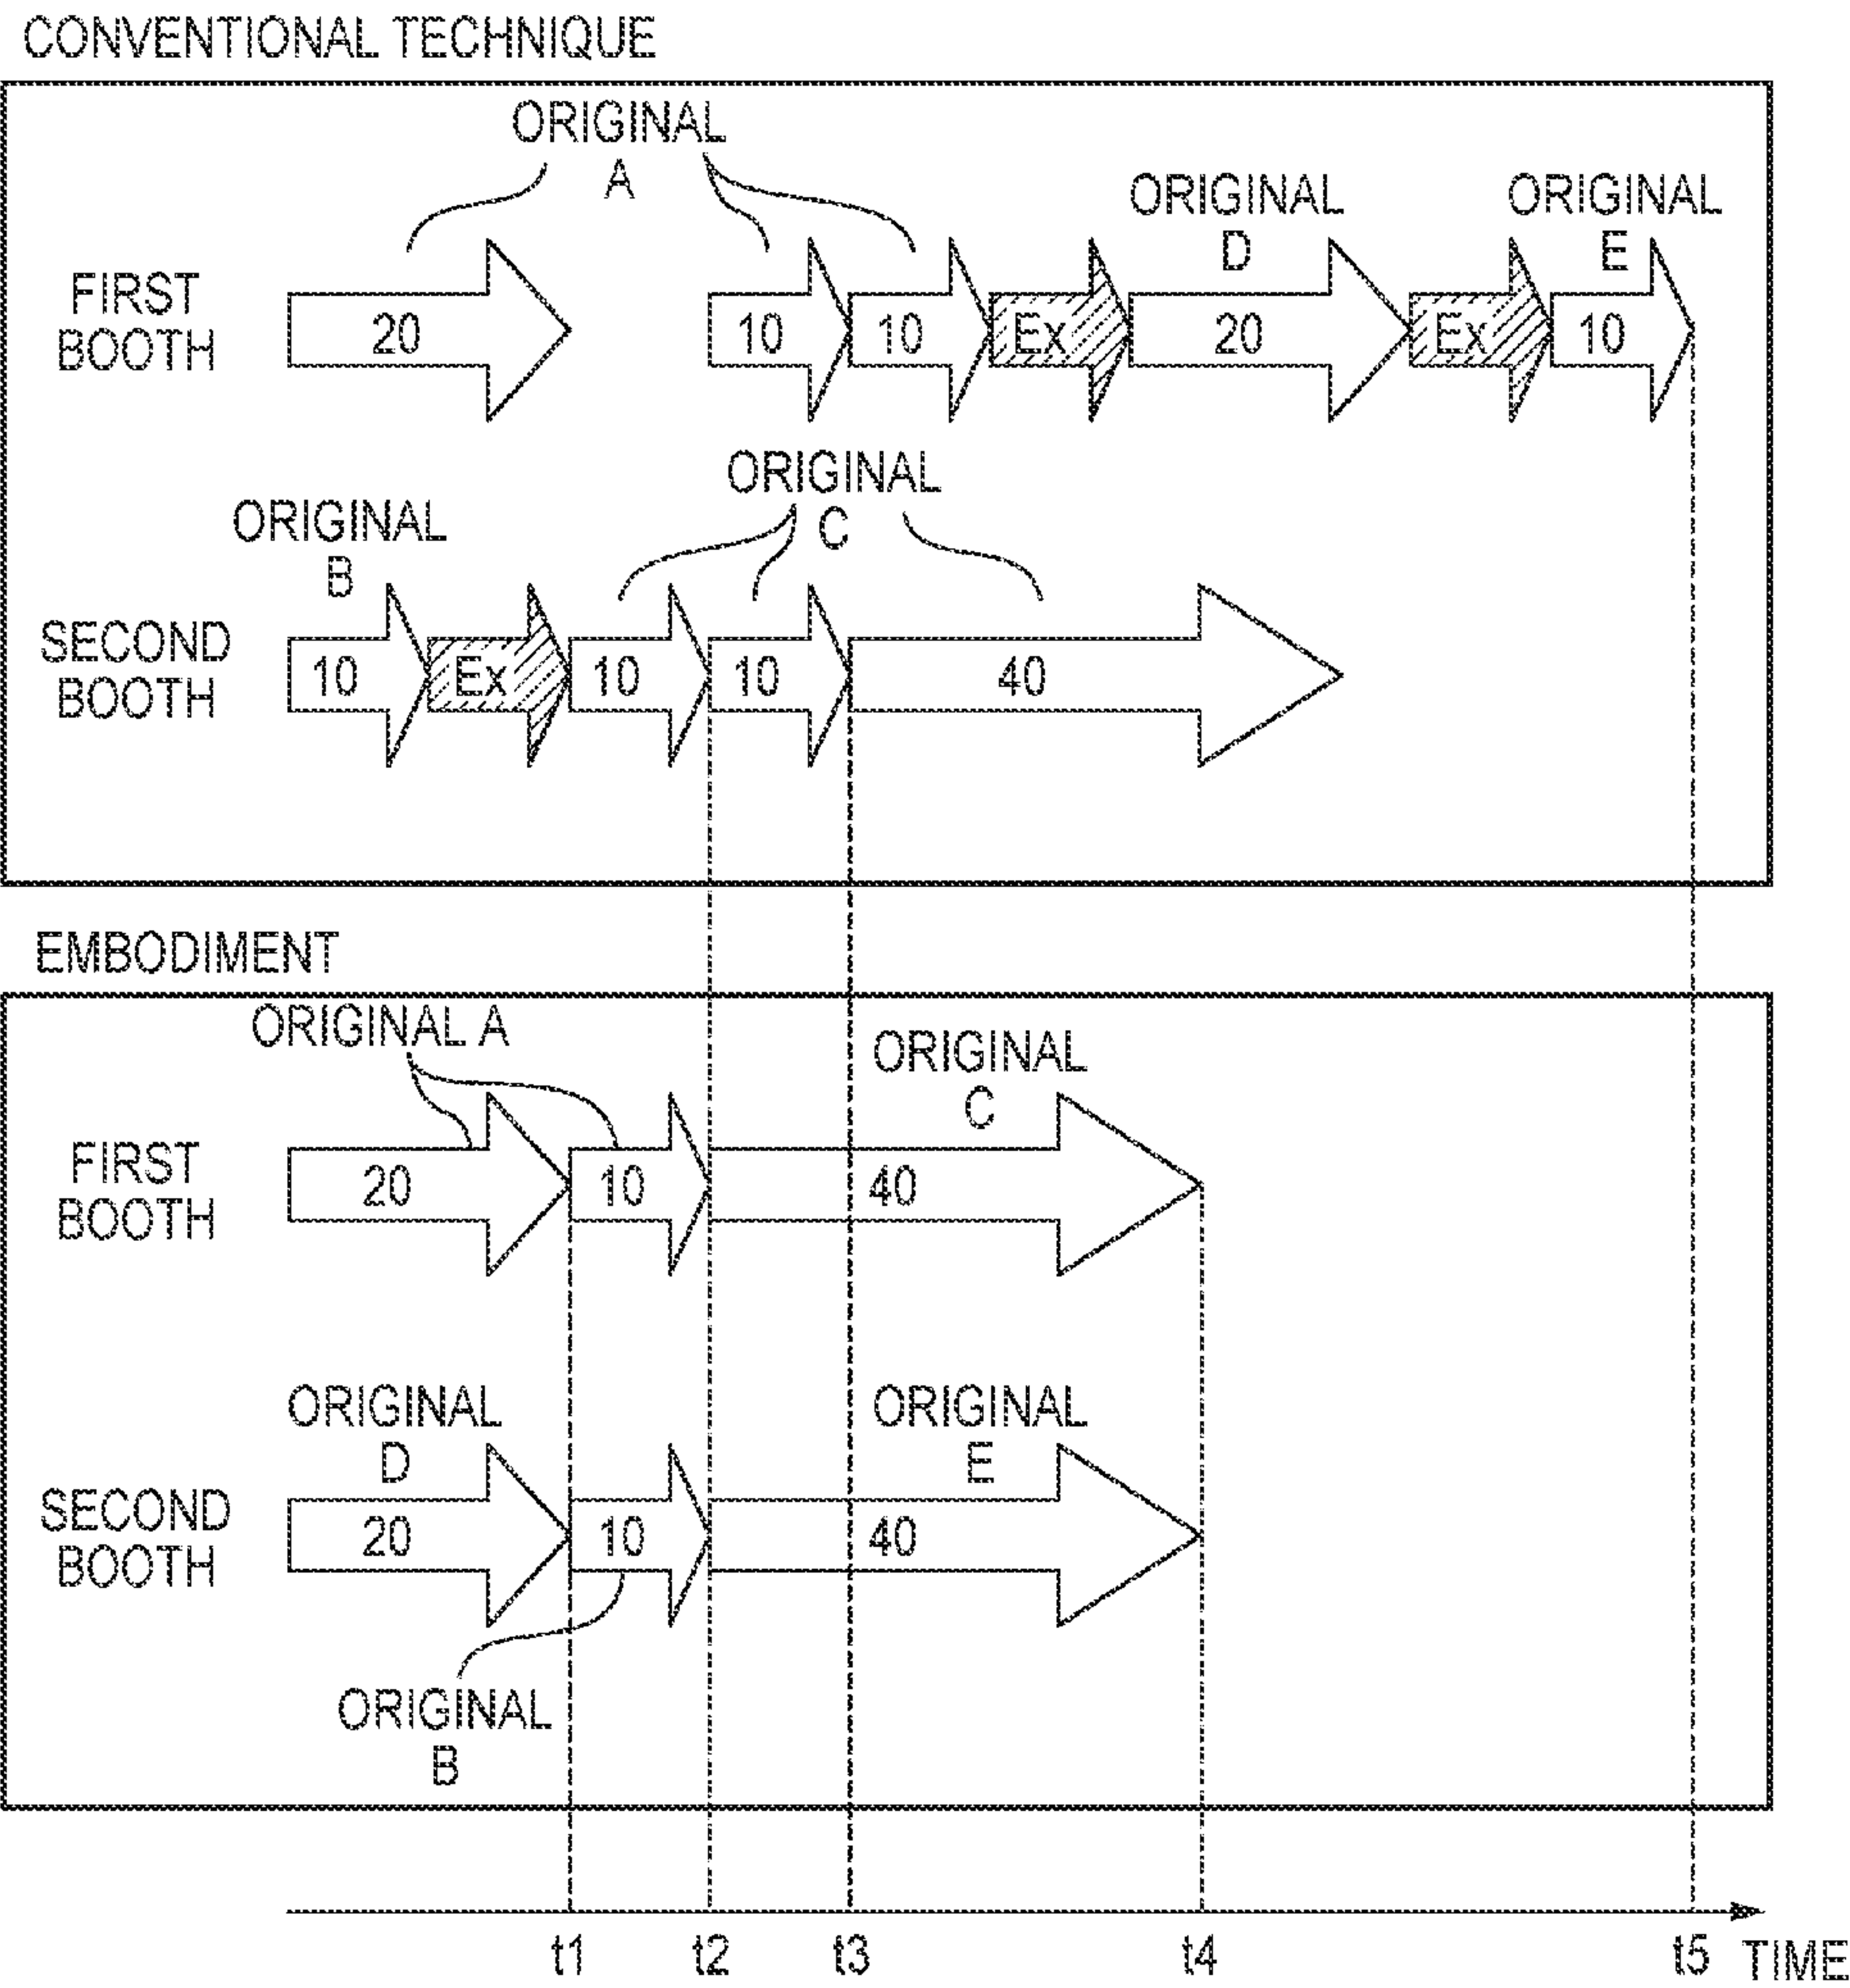 CONVENTIONAL TECHNIQUE
ORIGINAL
A
ORIGINAL
D
ORIGINAL
E
FIRST
BOOTH
20
10
10
Ex
20
Ex
10
ORIGINAL
C
ORIGINAL
B
SECOND
BOOTH
10
Ex
10
10
40
EMBODIMENT
ORIGINAL A
ORIGINAL
C
FIRST
BOOTH
20
10
40
ORIGINAL
D
ORIGINAL
E
SECOND
BOOTH
20
10
40
ORIGINAL
B
t1
t2
t3
t4
t5
TIME